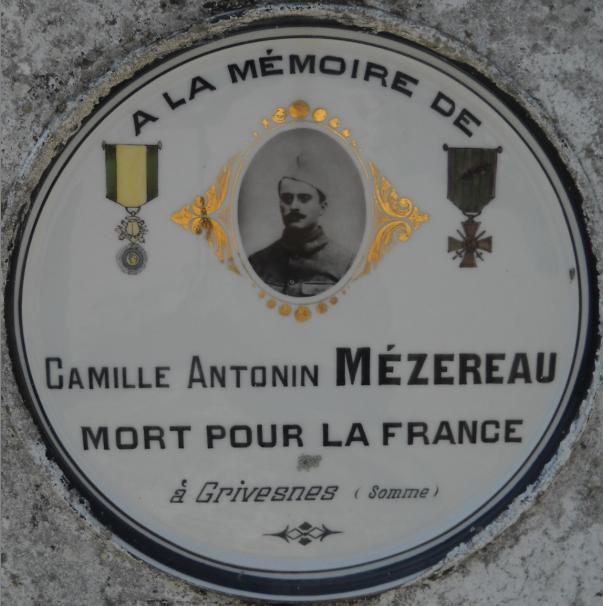 A LA MÉMOIRE DE
CAMILLE ANTONIN MÉZEREAU
MORT POUR LA FRANCE
à Grivesnes (Somme)